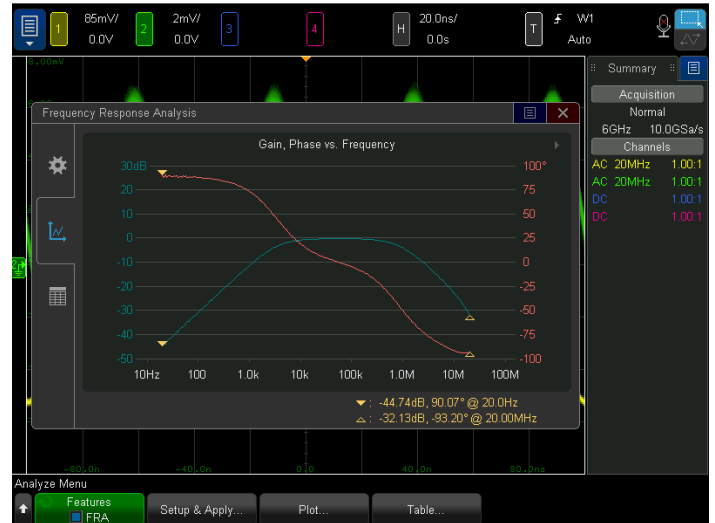 1 85mV/ 0.0V 2 2mV/ 0.0V 3 4 H 20.0ns/ 0.0s T W1 Auto
8.00mV
Summary
Acquisition
Normal
6GHz 10.0GSa/s
Channels
AC 20MHz 1.00:1
AC 20MHz 1.00:1
DC 1.00:1
DC 1.00:1
Frequency Response Analysis
Gain, Phase vs. Frequency
30dB 100°
20 75
10 50
0 25
-10 0
-20 -25
-30 -50
-40 -75
-50 -100
10Hz 100 1.0k 10k 100k 1.0M 10M 100M
: -44.74dB, 90.07° @ 20.0Hz
: -32.13dB, -93.20° @ 20.00MHz
-80.0n -40.0n 0.0 40.0n 80.0ns
Analyze Menu
Features
FRA
Setup & Apply...
Plot...
Table...